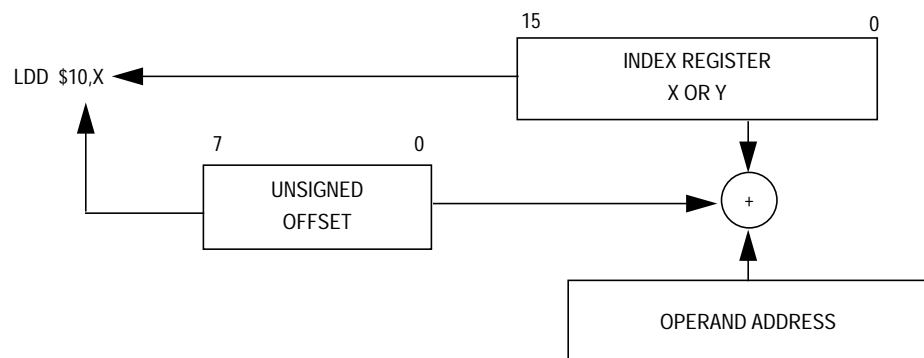 15 0
INDEX REGISTER
X OR Y
LDD $10,X
7 0
UNSIGNED
OFFSET
+
OPERAND ADDRESS